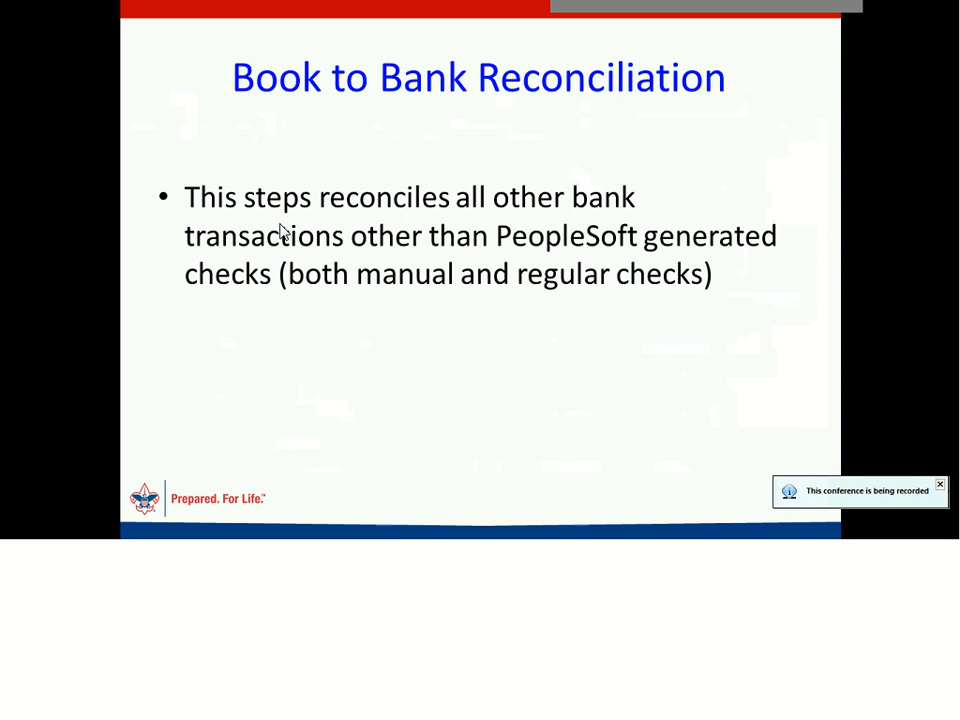 Book to Bank Reconciliation
• This steps reconciles all other bank
transactions other than PeopleSoft generated
checks (both manual and regular checks)
Prepared. For Life.™
This conference is being recorded